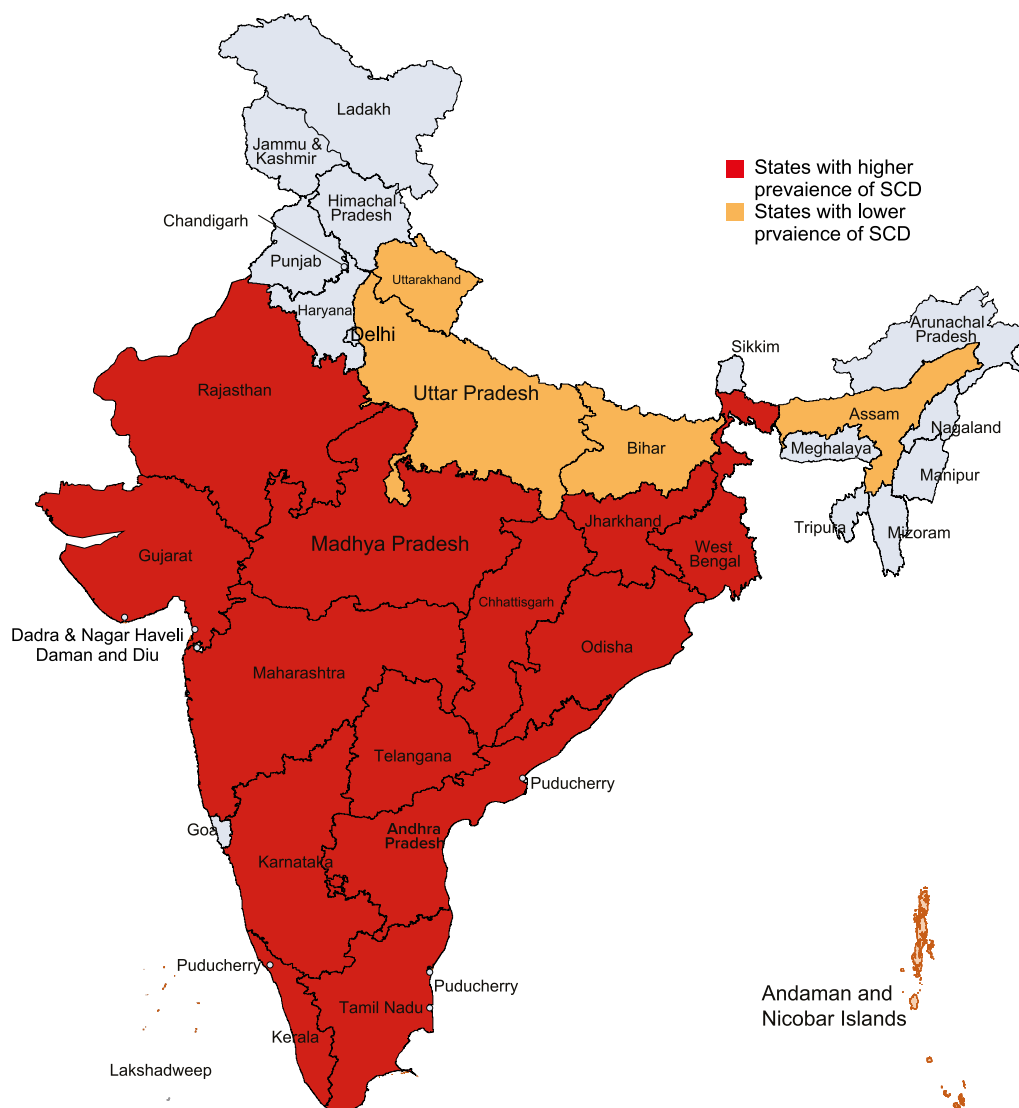 Ladakh
Jammu &
Kashmir
States with higher
prevaience of SCD
States with lower
prvaience of SCD
Himachal
Pradesh
Chandigarh
Punjab
Uttarakhand
Haryana
Delhi
Arunachal
Pradesh
Sikkim
Rajasthan
Uttar Pradesh
Assam
Nagaland
Bihar
Meghalaya
Manipur
Jharkhand
Tripura
Mizoram
Madhya Pradesh
Gujarat
West
Bengal
Chhattisgarh
Dadra & Nagar Haveli
Daman and Diu
Odisha
Maharashtra
Telangana
Puducherry
Goa
Andhra
Pradesh
Karnataka
Puducherry
Puducherry
Tamil Nadu
Andaman and
Nicobar Islands
Kerala
Lakshadweep